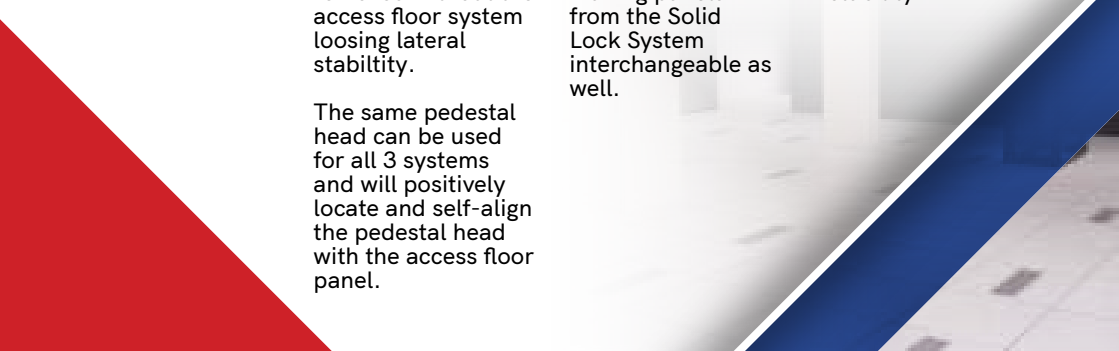 access floor system
loosing lateral
stabiltity.
The same pedestal
head can be used
for all 3 systems
and will positively
locate and self-align
the pedestal head
with the access floor
panel.
from the Solid
Lock System
interchangeable as
well.